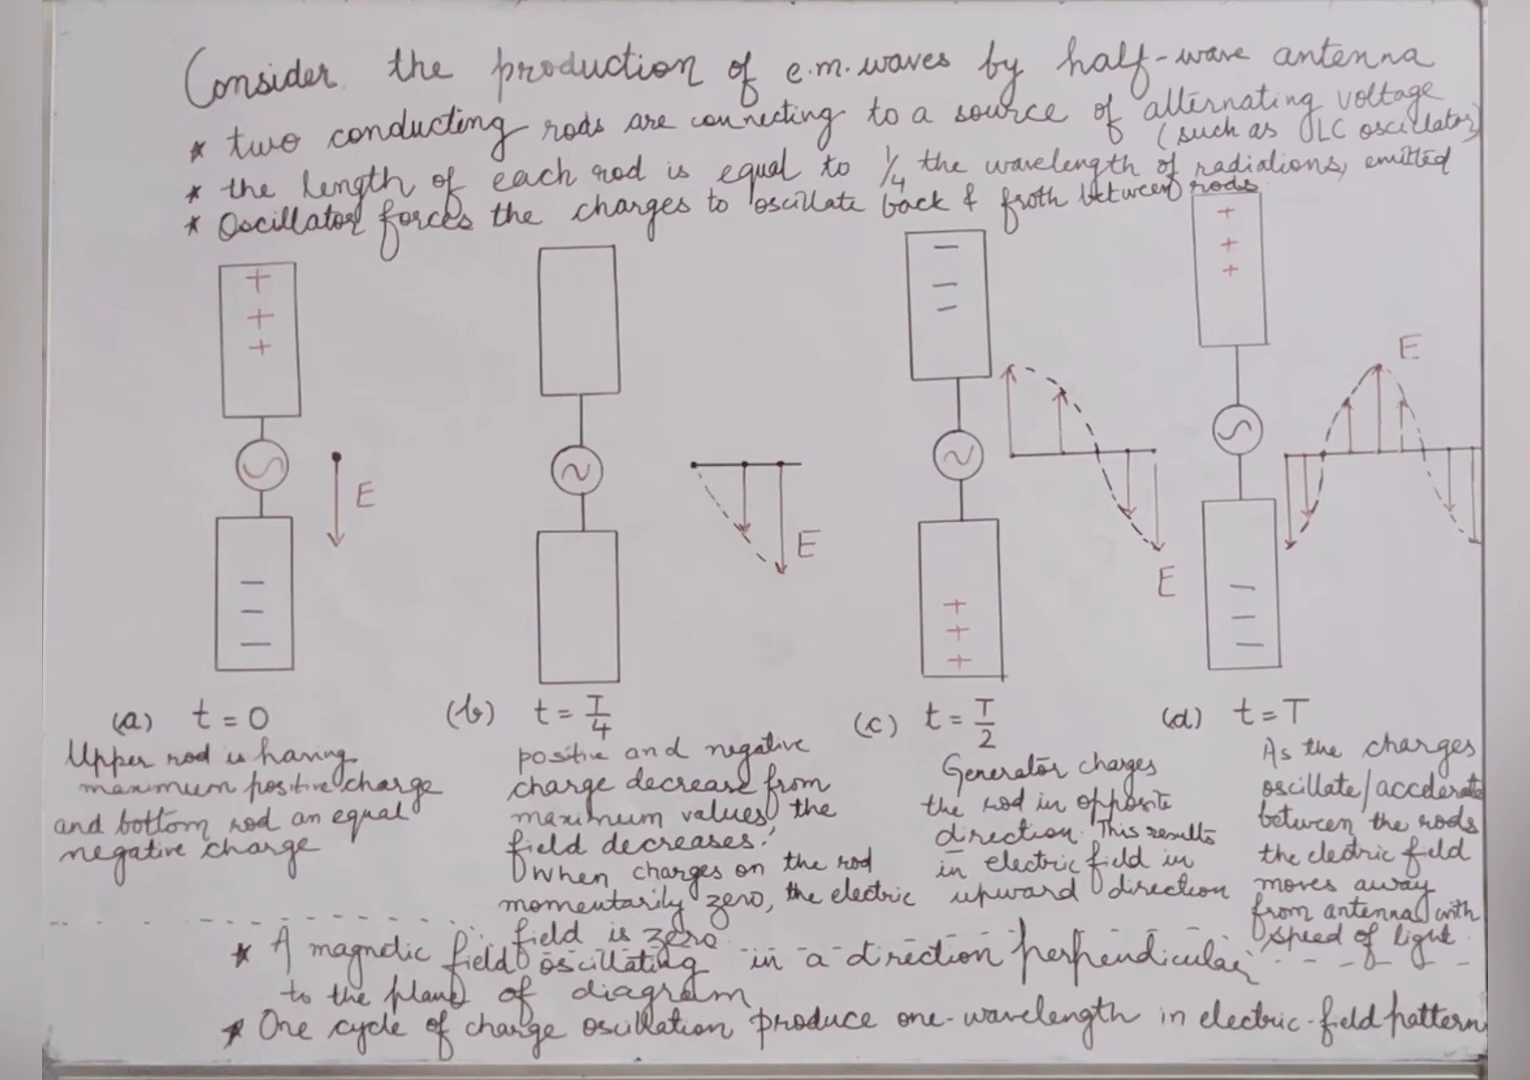 Consider the production of e.m. waves by half-wave antenna
* two conducting rods are connecting to a source of alternating voltage
(such as LC oscillator)
* the length of each rod is equal to 1/4 the wavelength of radiations, emitted
* Oscillator forces the charges to oscillate back & froth between rods
+
+
+
E
–
–
–
(a) t = 0
Upper rod is having
maximum positive charge
and bottom rod an equal
negative charge
~
E
(b) t = T/4
positive and negative
charge decrease from
maximum values the
field decreases.
When charges on the rod
momentarily zero, the electric
field is zero
–
–
–
~
E
+
+
+
(c) t = T/2
Generator charges
the rod in opposite
direction. This results
in electric field in
upward direction
+
+
+
E
–
–
–
(d) t = T
As the charges
oscillate/accelerate
between the rods
the electric field
moves away
from antenna with
speed of light.
* A magnetic field oscillating in a direction perpendicular
to the plane of diagram
* One cycle of charge oscillation produce one-wavelength in electric-field pattern